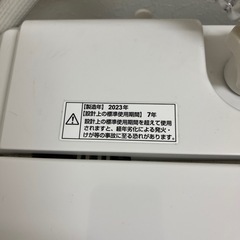 【製造年】2023年
【設計上の標準使用期間】7年
設計上の標準使用期間を超えて使用
されますと、経年劣化による発火・
けが等の事故に至る恐れがあります。